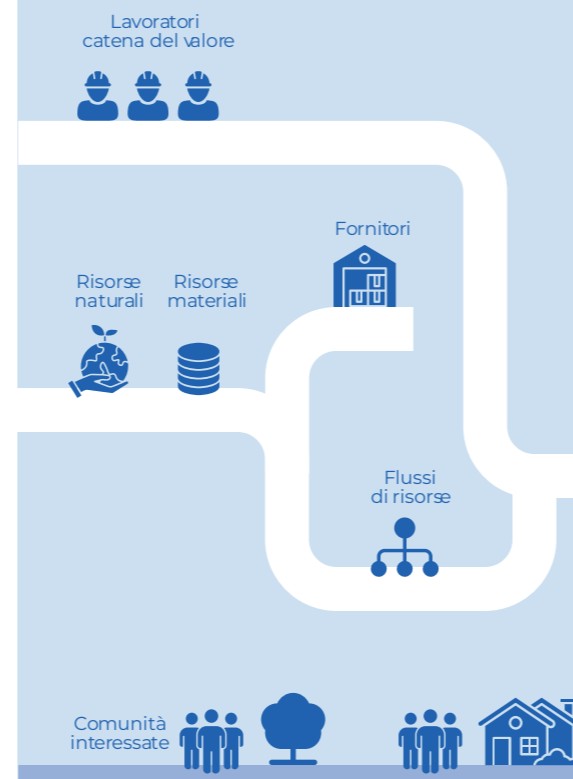 Lavoratori
catena del valore
Fornitori
Risorse
naturali
Risorse
materiali
Flussi
di risorse
Comunità
interessate